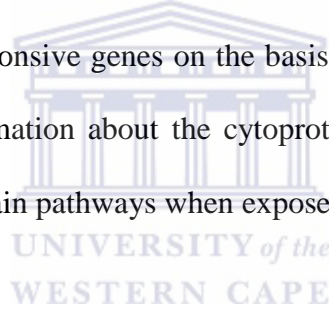 onsive genes on the basis
nation about the cytoprot
ain pathways when expose
UNIVERSITY of the
WESTERN CAPE